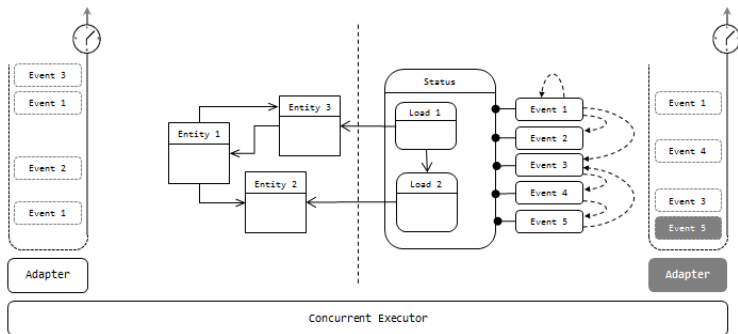 Event 3
Event 1
Event 2
Event 1
Adapter
Entity 3
Entity 1
Entity 2
Status
Load 1
Load 2
Event 1
Event 2
Event 3
Event 4
Event 5
Event 1
Event 4
Event 3
Event 5
Adapter
Concurrent Executor